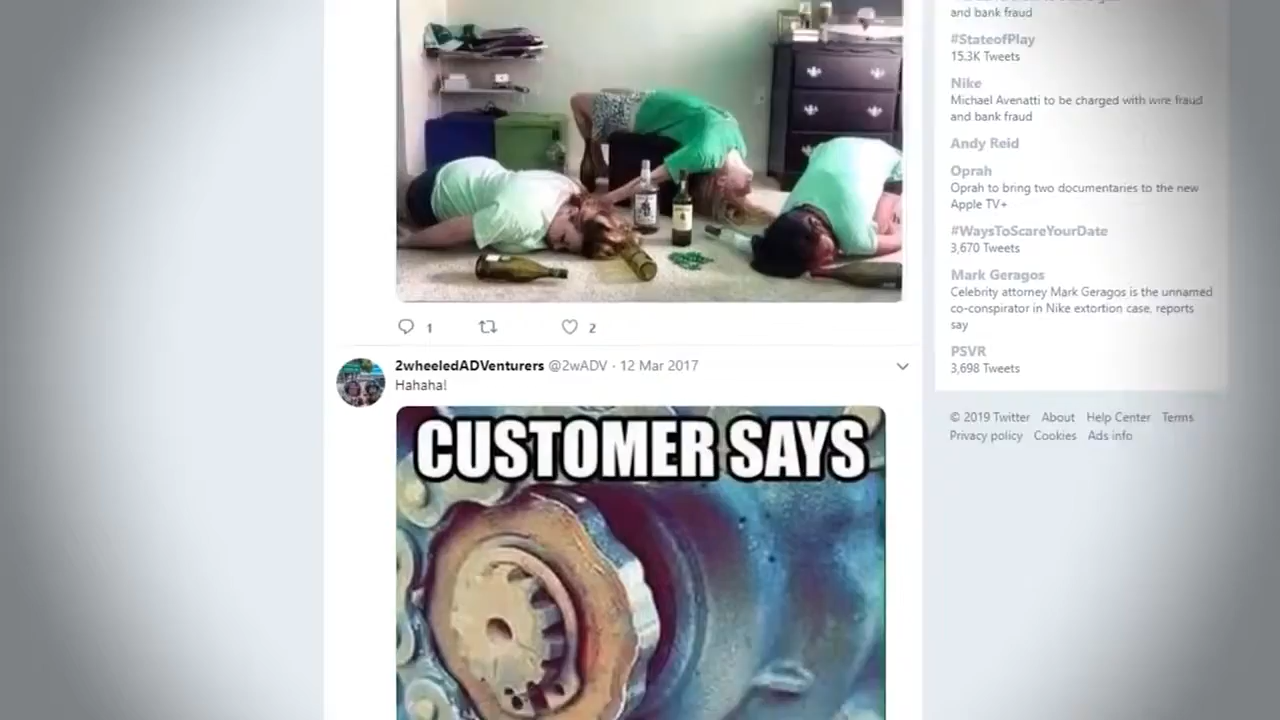 and bank fraud
#StateofPlay
15.3K Tweets
Nike
Michael Avenatti to be charged with wire fraud
and bank fraud
Andy Reid
Oprah
Oprah to bring two documentaries to the new
Apple TV+
#WaysToScareYourDate
3,670 Tweets
Mark Geragos
Celebrity attorney Mark Geragos is the unnamed
co-conspirator in Nike extortion case, reports
say
PSVR
3,698 Tweets
© 2019 Twitter About Help Center Terms
Privacy policy Cookies Ads info
1 2
2wheeledADVenturers @2wADV · 12 Mar 2017
Hahaha!
CUSTOMER SAYS